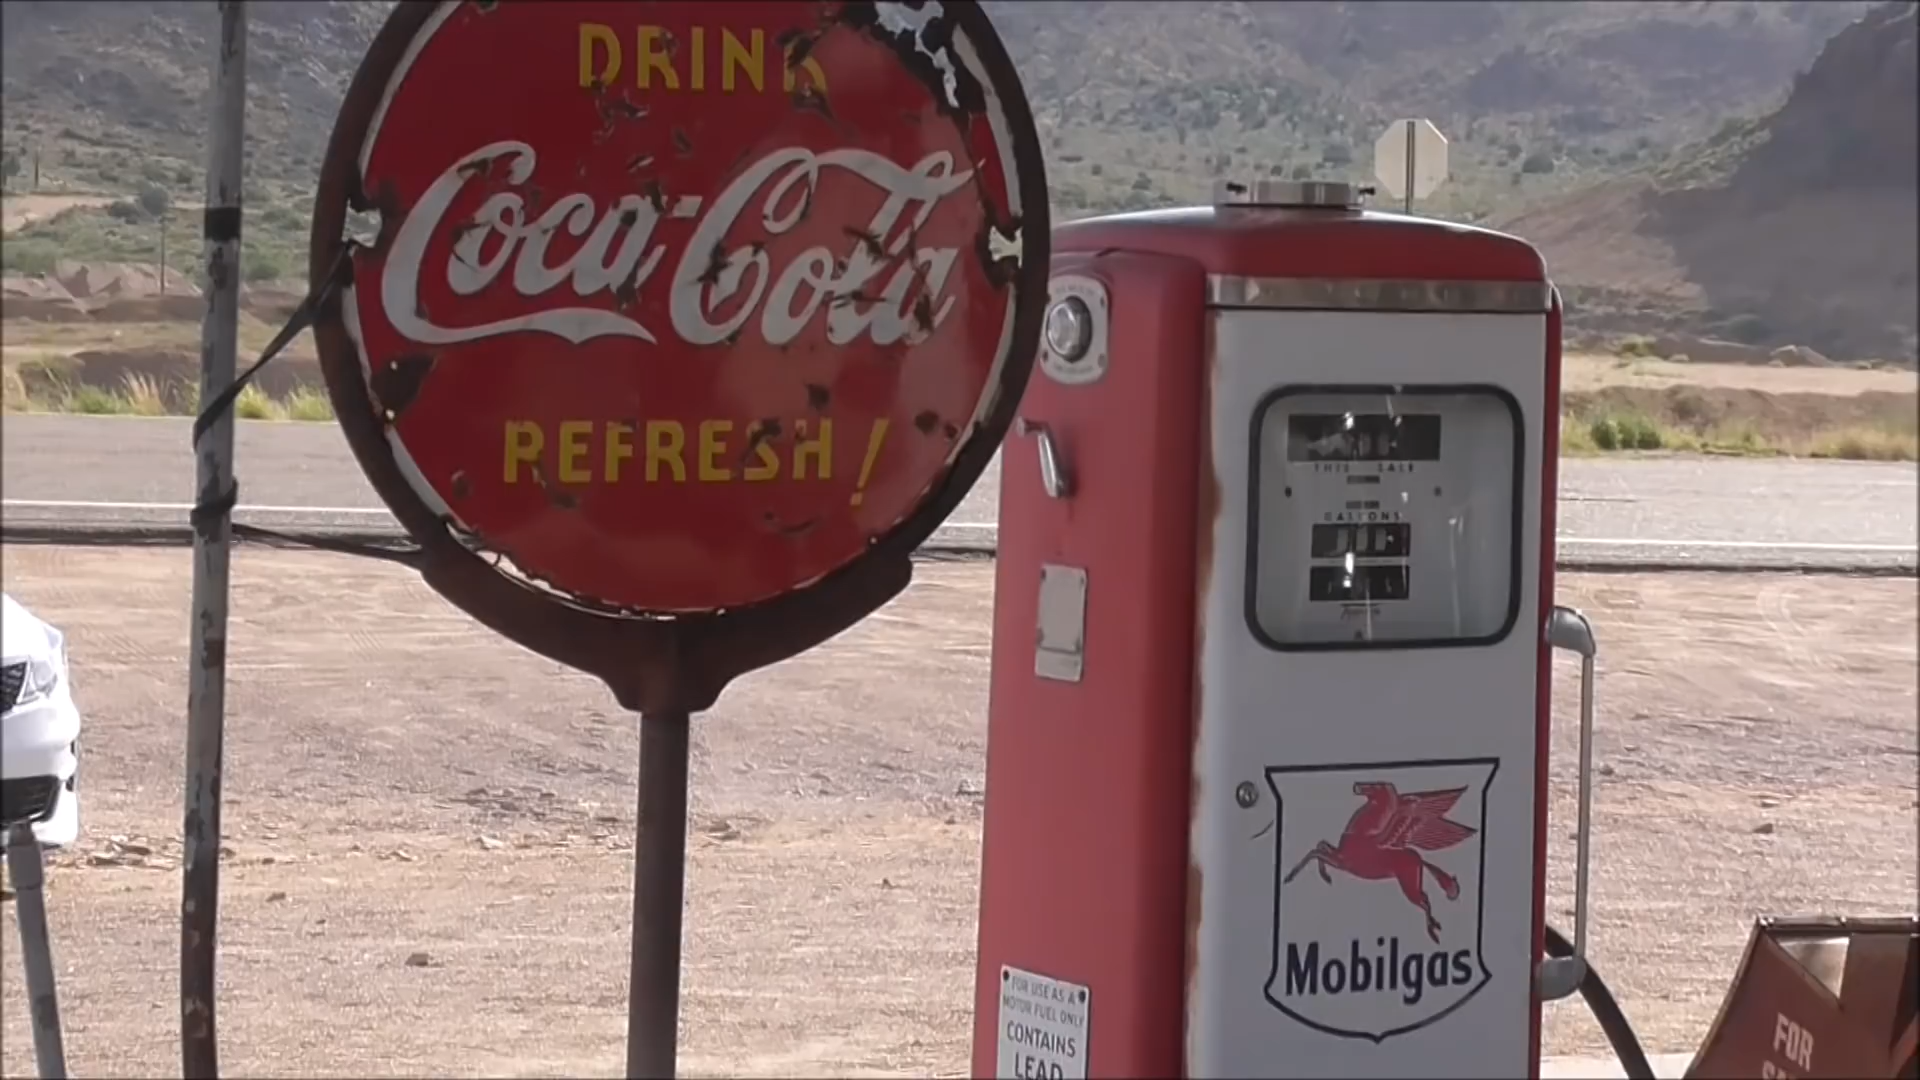 DRINK
Coca-Cola
REFRESH!
THIS SALE
GALLONS
Mobilgas
FOR USE AS A
MOTOR FUEL ONLY
CONTAINS
LEAD
FOR